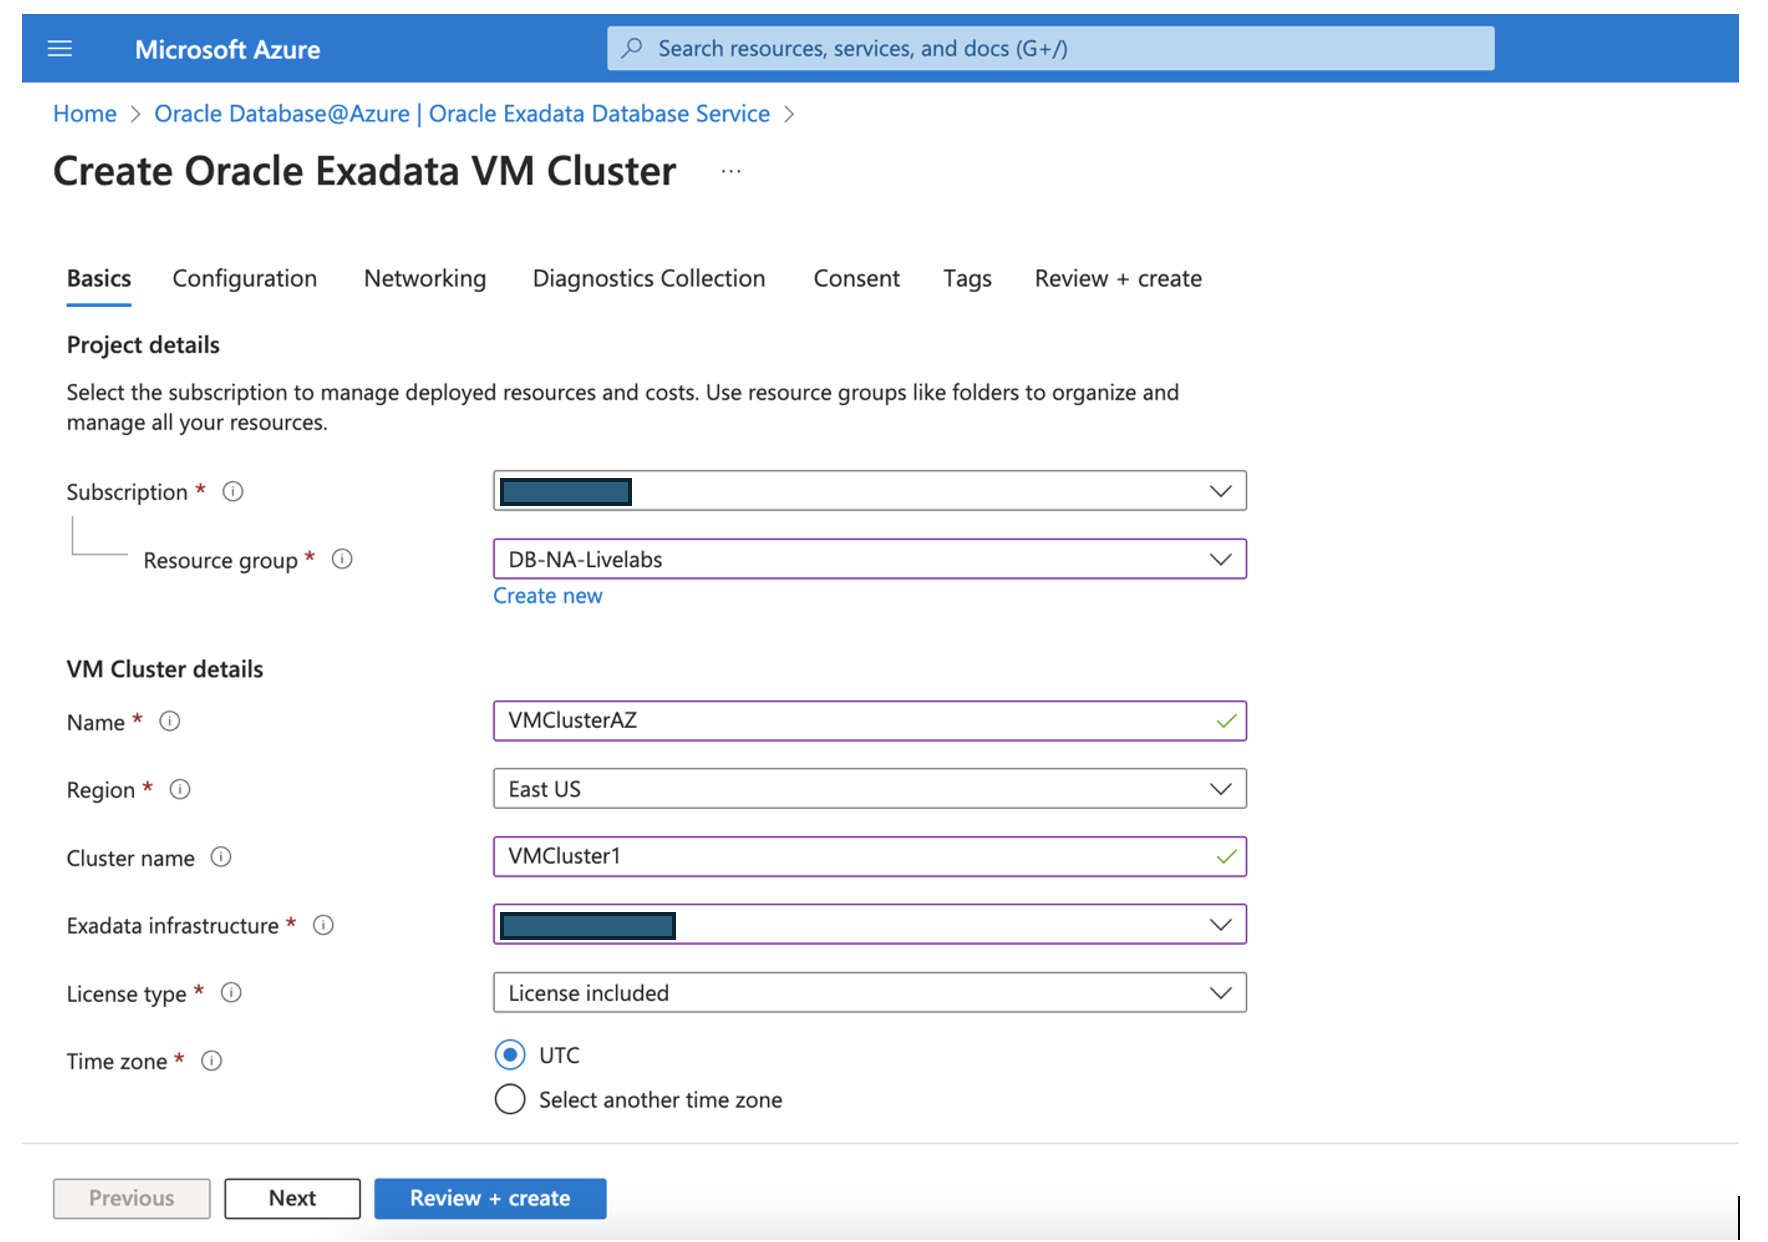 Microsoft Azure
Search resources, services, and docs (G+/)
Home > Oracle Database@Azure | Oracle Exadata Database Service >
Create Oracle Exadata VM Cluster ...
Basics Configuration Networking Diagnostics Collection Consent Tags Review + create
Project details
Select the subscription to manage deployed resources and costs. Use resource groups like folders to organize and
manage all your resources.
Subscription *
Resource group * DB-NA-Livelabs
Create new
VM Cluster details
Name * VMClusterAZ
Region * East US
Cluster name VMCluster1
Exadata infrastructure *
License type * License included
Time zone * UTC
Select another time zone
Previous Next Review + create